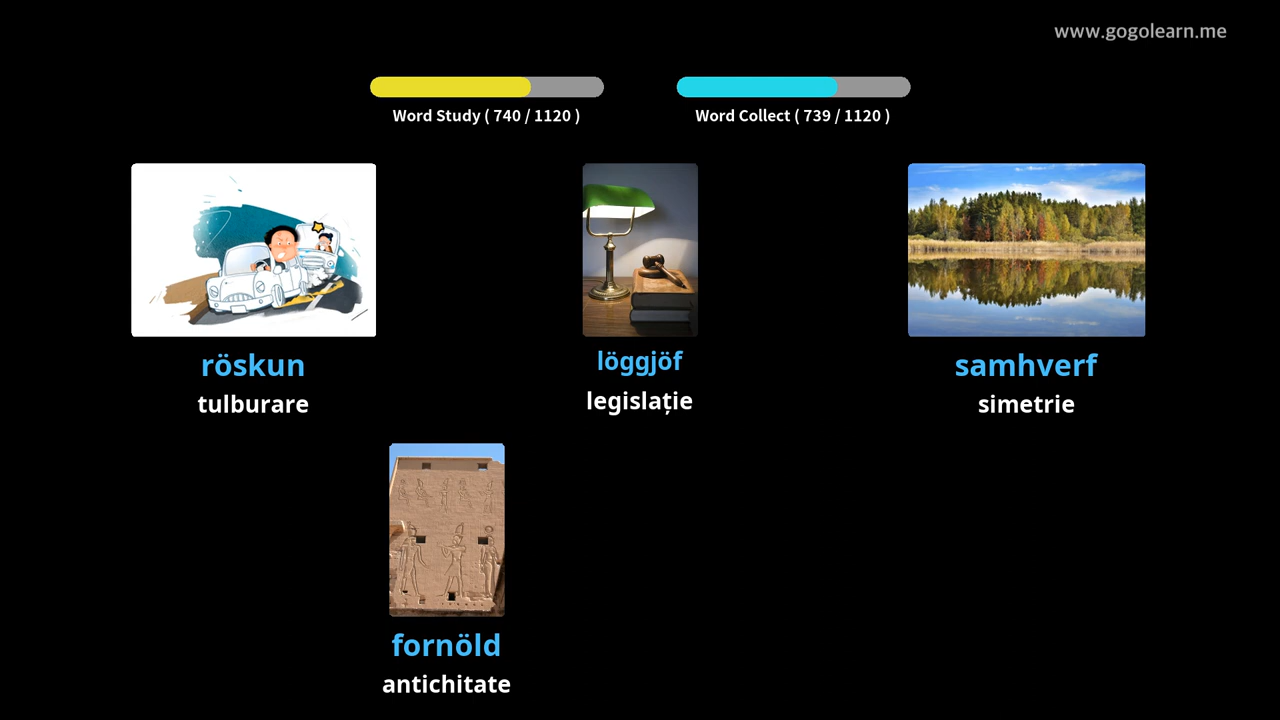 www.gogolearn.me
Word Study ( 740 / 1120 )
Word Collect ( 739 / 1120 )
röskun
tulburare
löggjöf
legislație
samhverf
simetrie
fornöld
antichitate